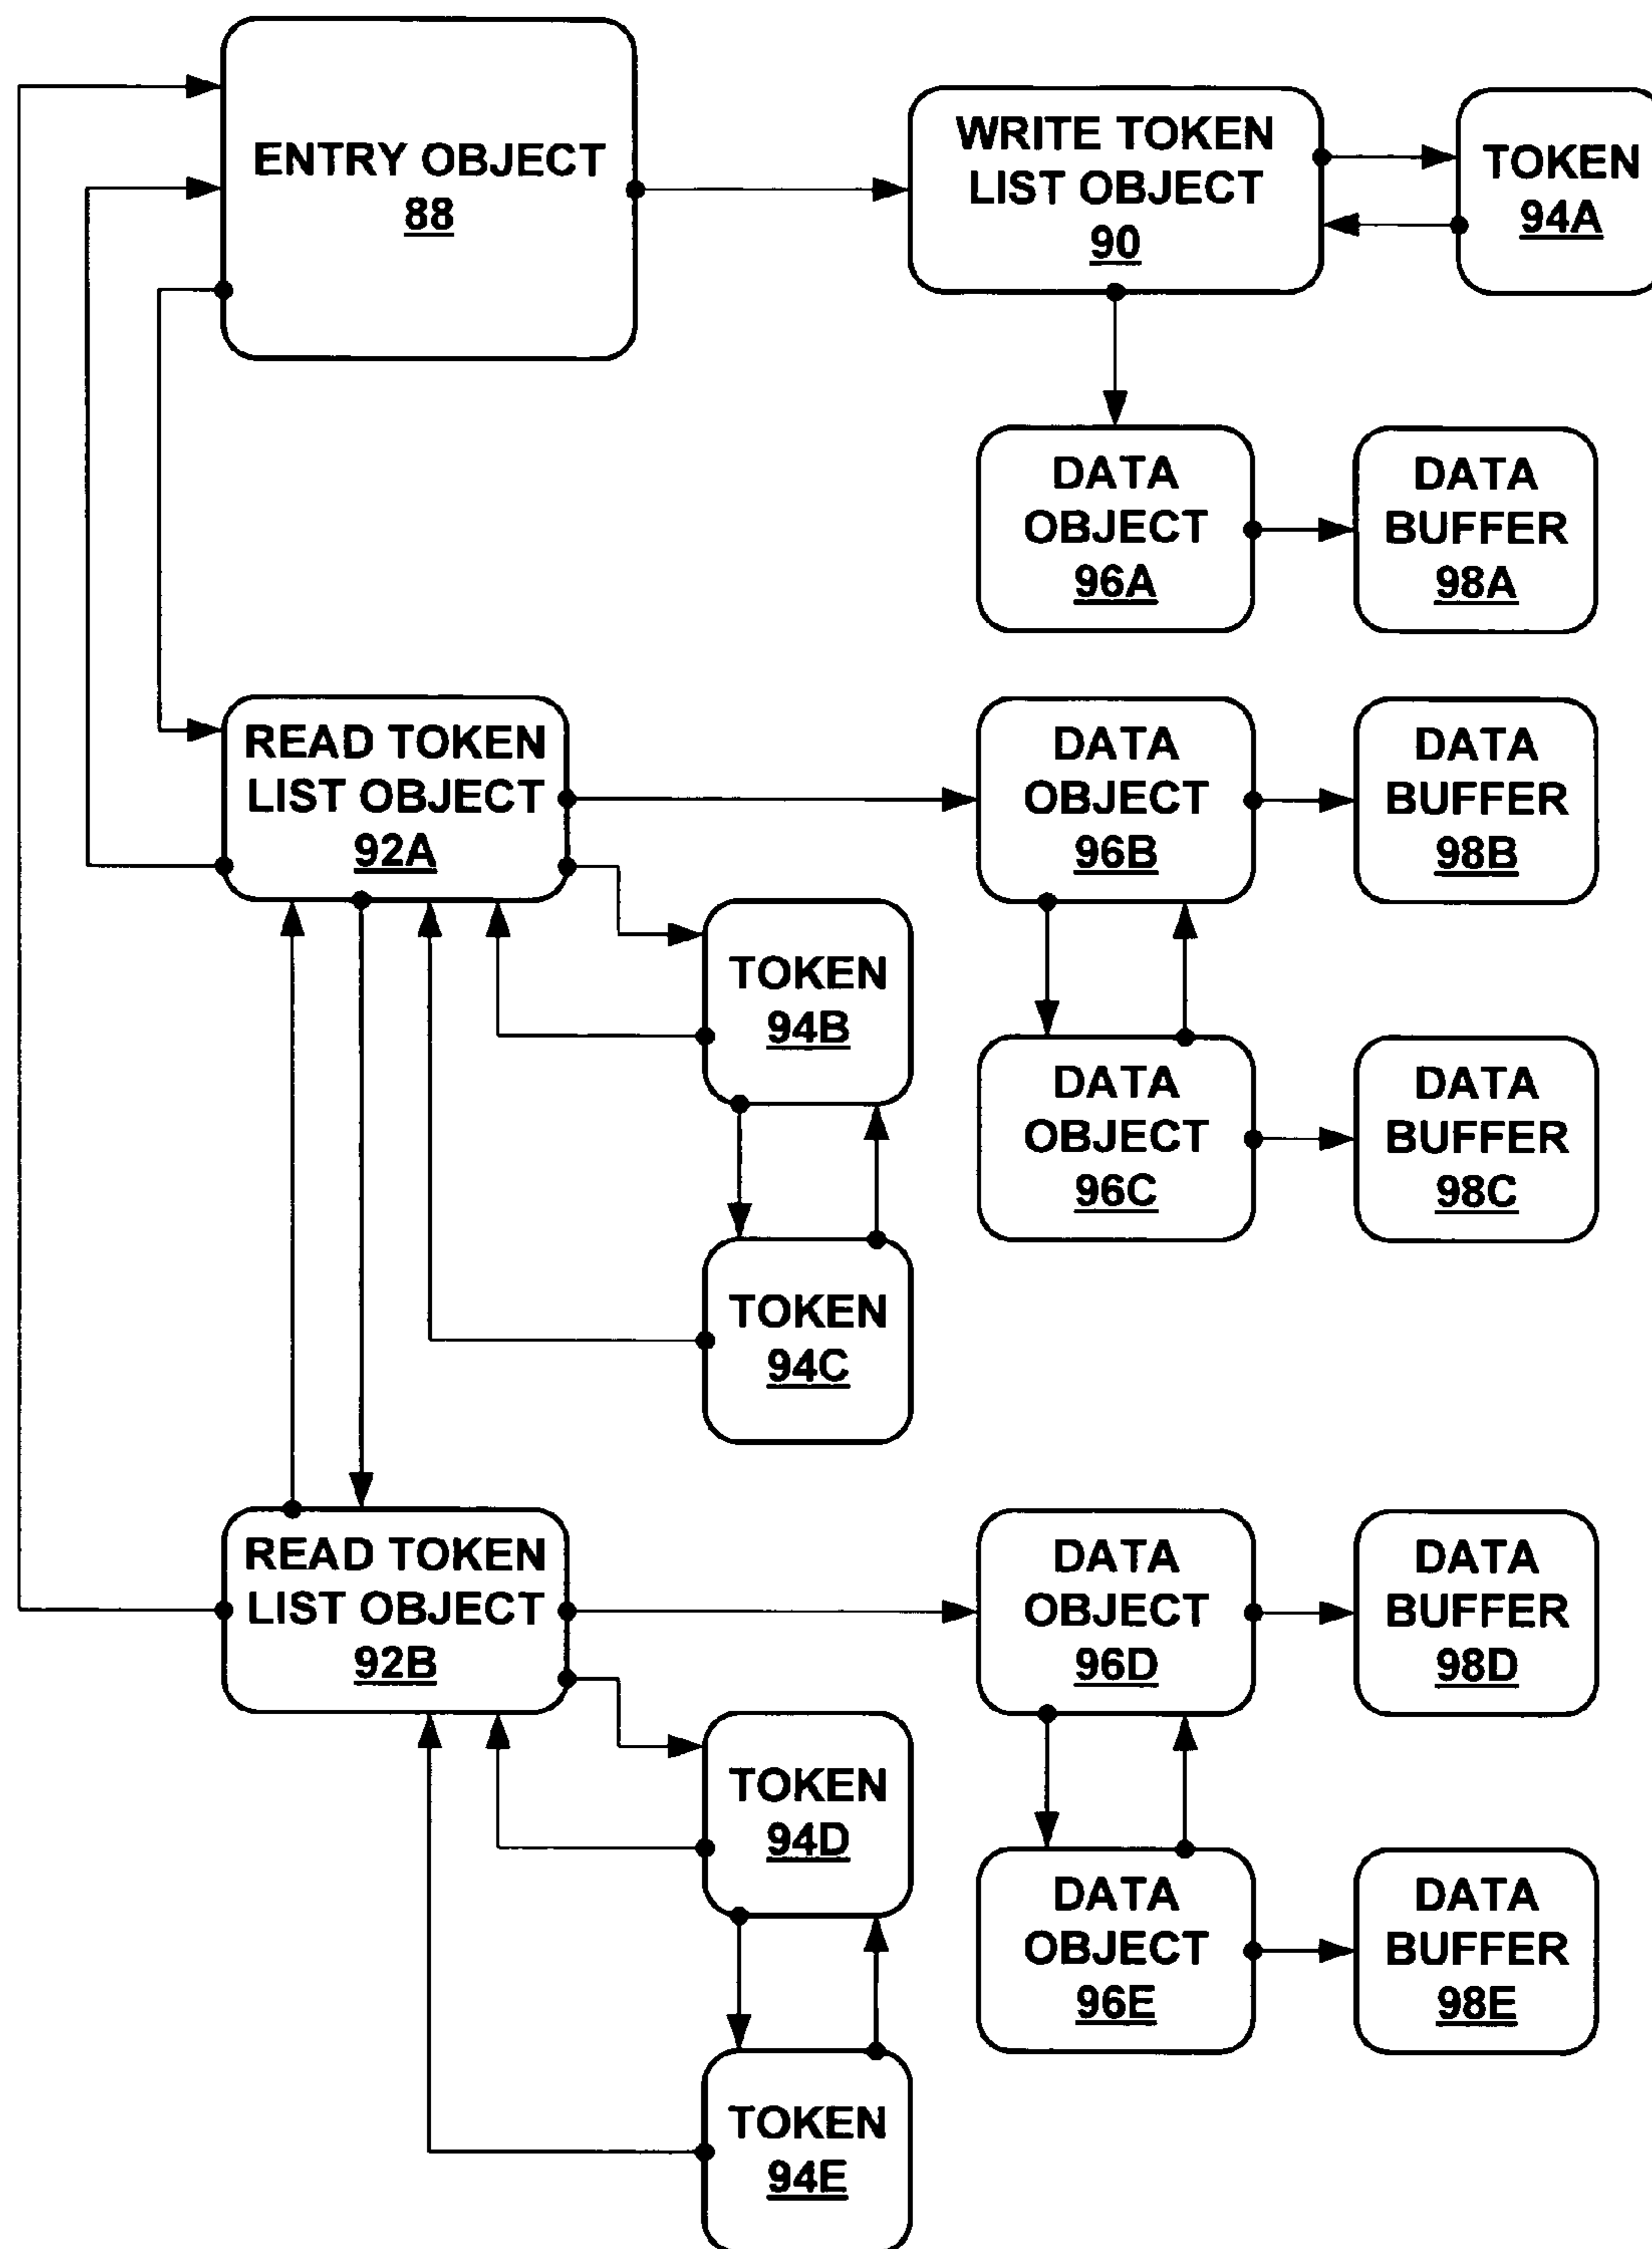 ENTRY OBJECT
88
WRITE TOKEN
LIST OBJECT
90
TOKEN
94A
DATA
OBJECT
96A
DATA
BUFFER
98A
READ TOKEN
LIST OBJECT
92A
DATA
OBJECT
96B
DATA
BUFFER
98B
TOKEN
94B
DATA
OBJECT
96C
DATA
BUFFER
98C
TOKEN
94C
READ TOKEN
LIST OBJECT
92B
DATA
OBJECT
96D
DATA
BUFFER
98D
TOKEN
94D
DATA
OBJECT
96E
DATA
BUFFER
98E
TOKEN
94E